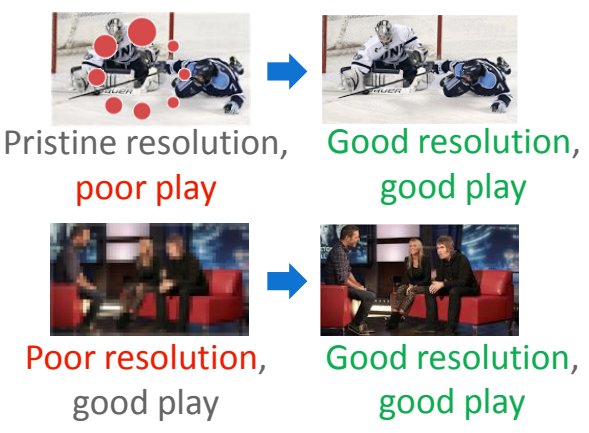 Pristine resolution,
poor play
Good resolution,
good play
Poor resolution,
good play
Good resolution,
good play